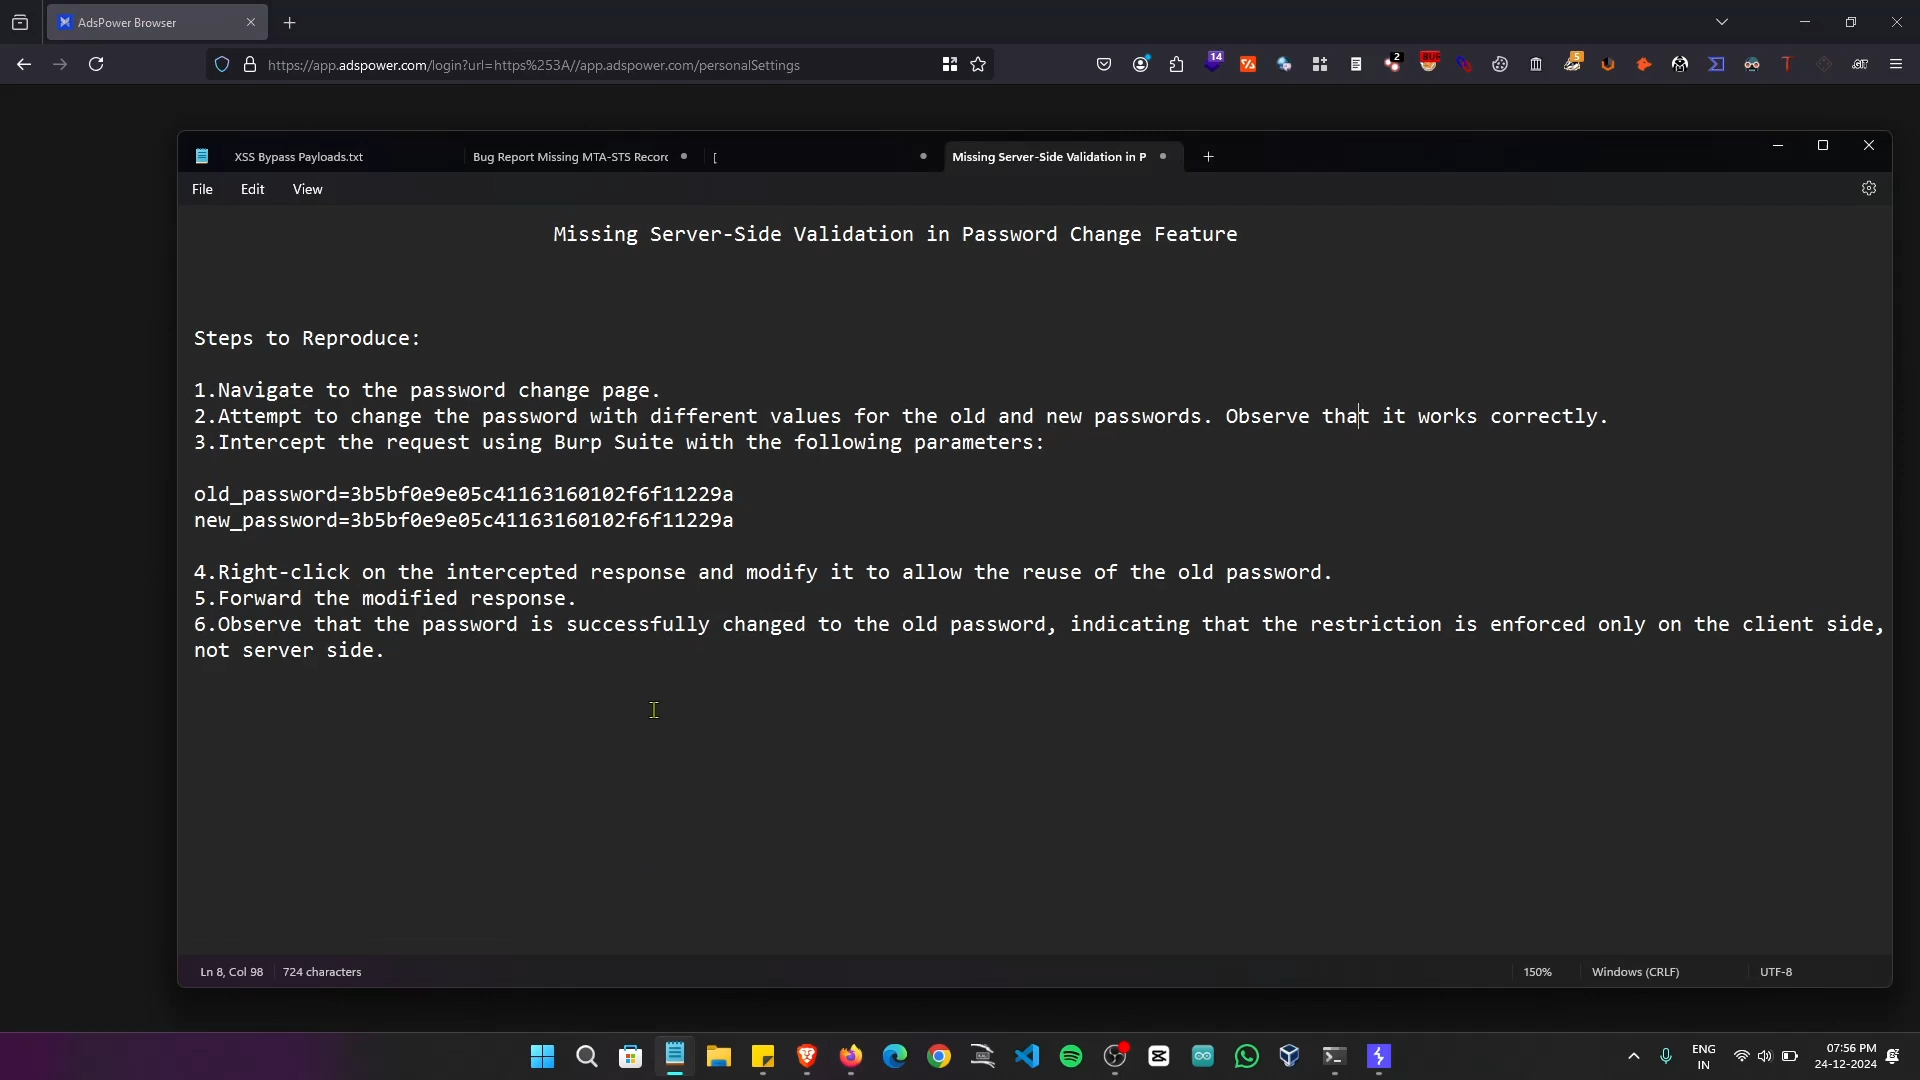 AdsPower Browser
https://app.adspower.com/login?url=https%253A//app.adspower.com/personalSettings
14
2
5
XSS Bypass Payloads.txt
Bug Report Missing MTA-STS Record
[
Missing Server-Side Validation in P
File
Edit
View
Missing Server-Side Validation in Password Change Feature
Steps to Reproduce:
1.Navigate to the password change page.
2.Attempt to change the password with different values for the old and new passwords. Observe that it works correctly.
3.Intercept the request using Burp Suite with the following parameters:
old_password=3b5bf0e9e05c41163160102f6f11229a
new_password=3b5bf0e9e05c41163160102f6f11229a
4.Right-click on the intercepted response and modify it to allow the reuse of the old password.
5.Forward the modified response.
6.Observe that the password is successfully changed to the old password, indicating that the restriction is enforced only on the client side,
not server side.
Ln 8, Col 98
724 characters
150%
Windows (CRLF)
UTF-8
ENG
IN
07:56 PM
24-12-2024